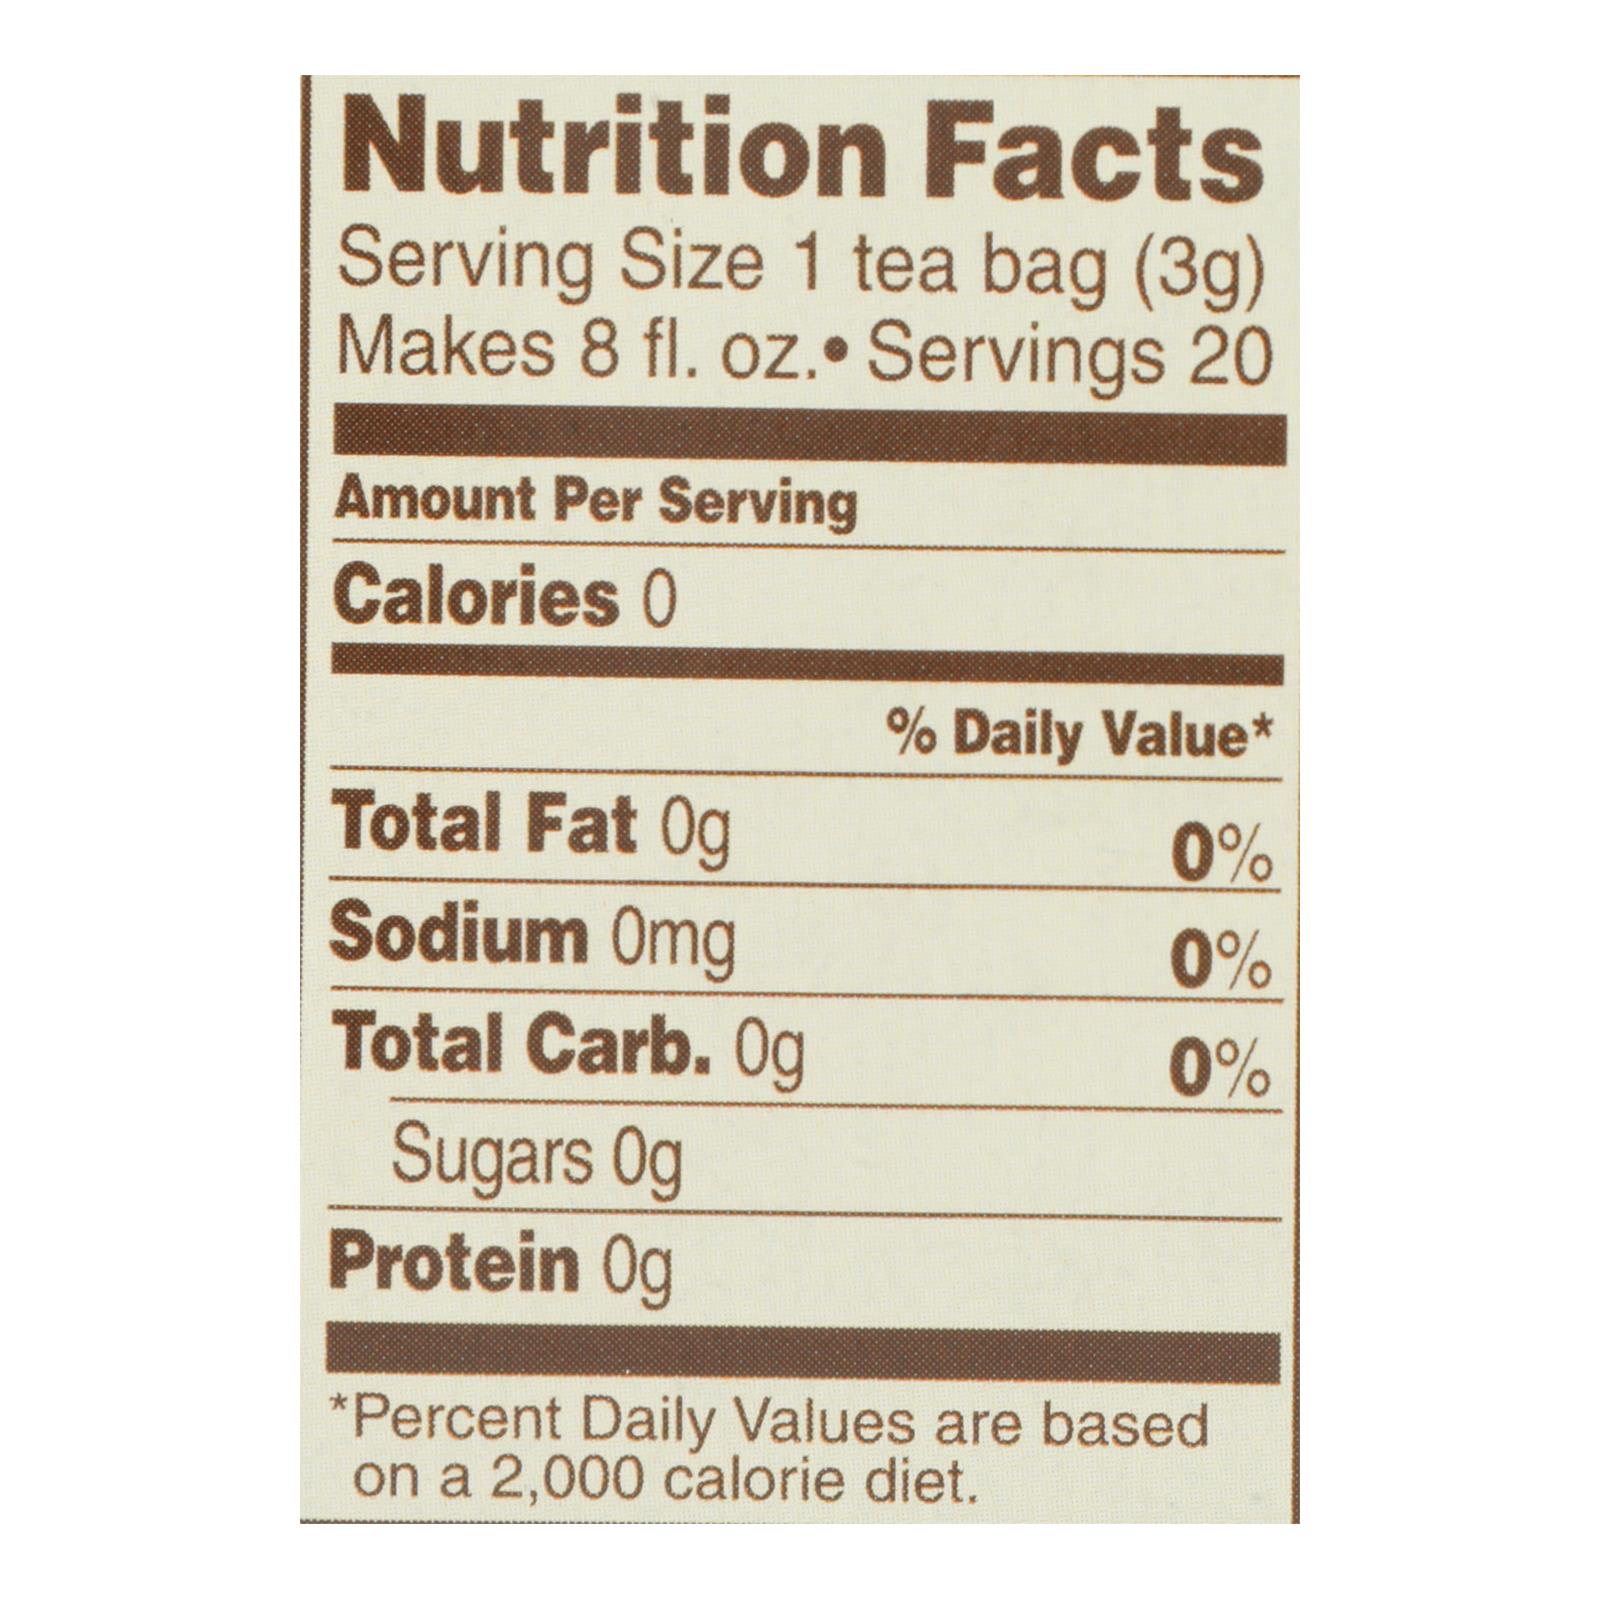 Nutrition Facts
Serving Size 1 tea bag (3g)
Makes 8 fl. oz.• Servings 20
Amount Per Serving
Calories 0
% Daily Value*
Total Fat 0g 0%
Sodium 0mg 0%
Total Carb. 0g 0%
Sugars 0g
Protein 0g
*Percent Daily Values are based
on a 2,000 calorie diet.